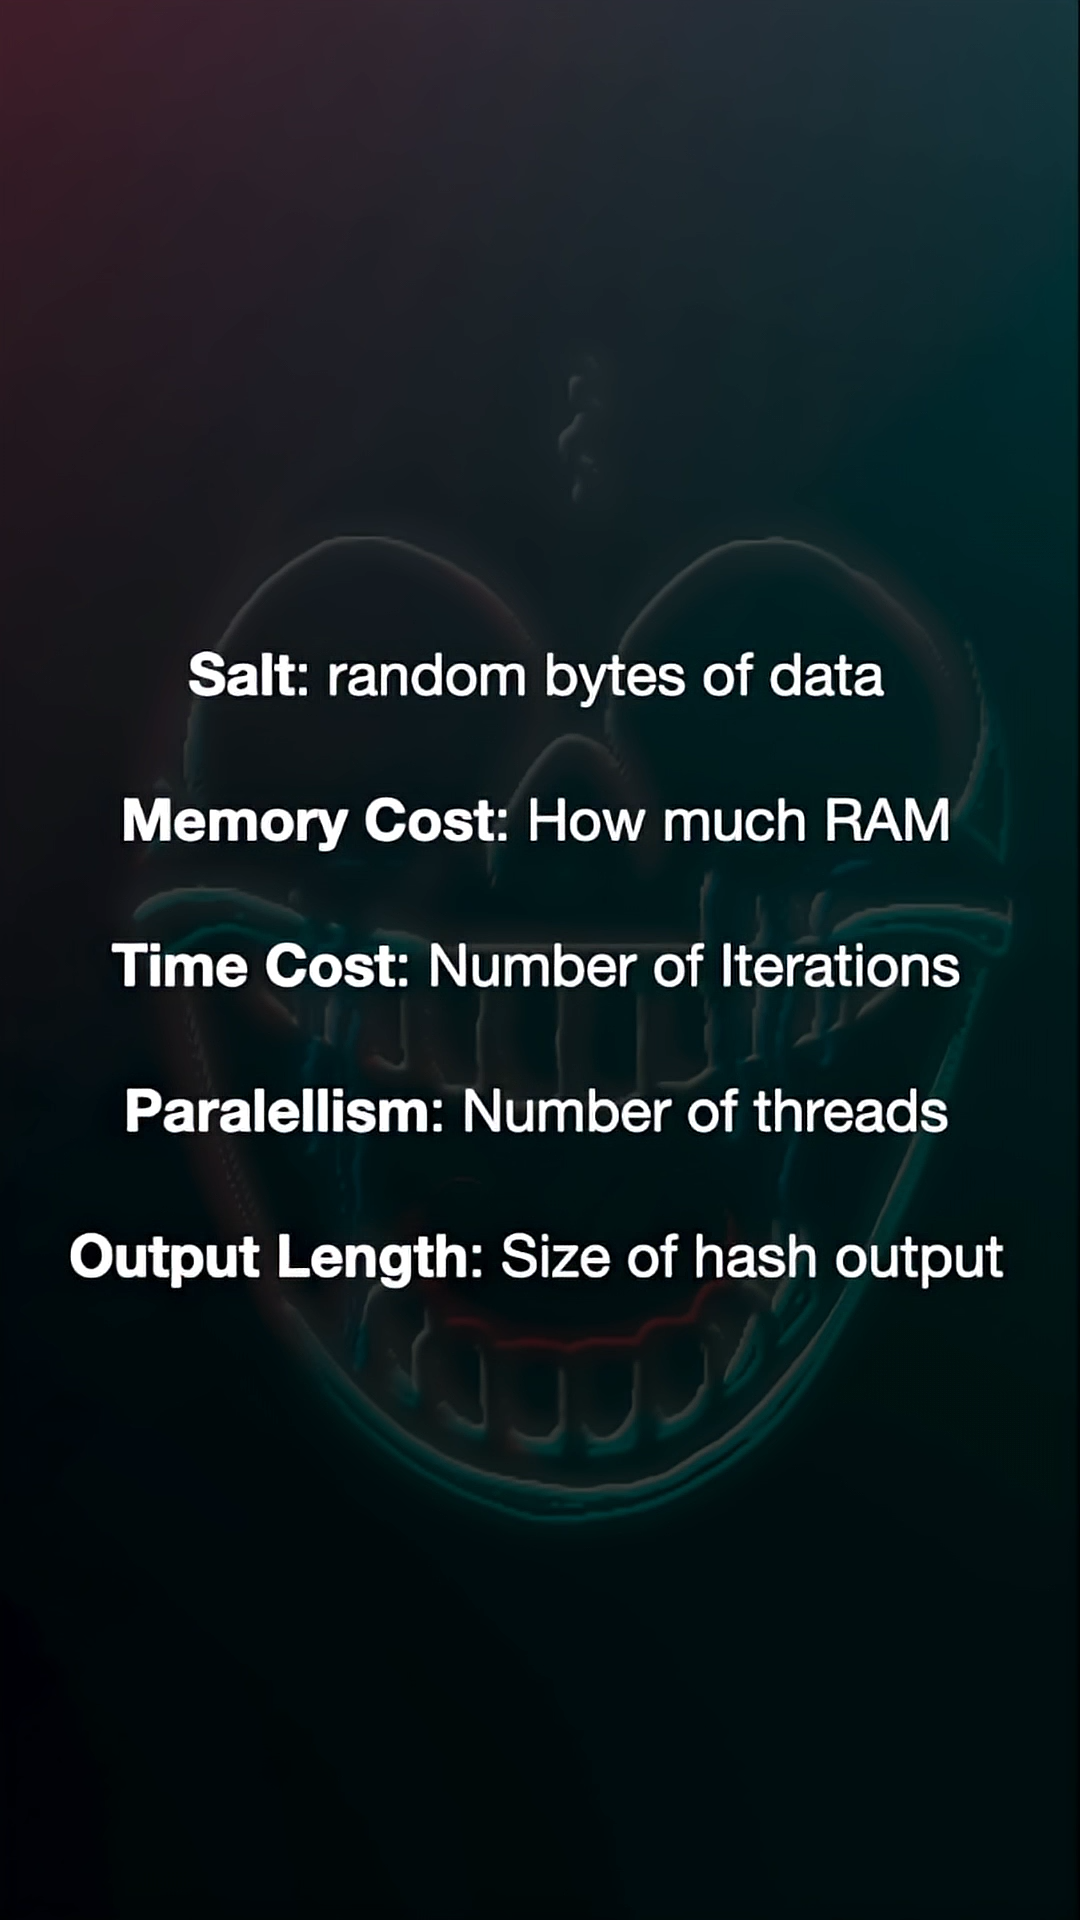 Salt: random bytes of data
Memory Cost: How much RAM
Time Cost: Number of Iterations
Paralellism: Number of threads
Output Length: Size of hash output